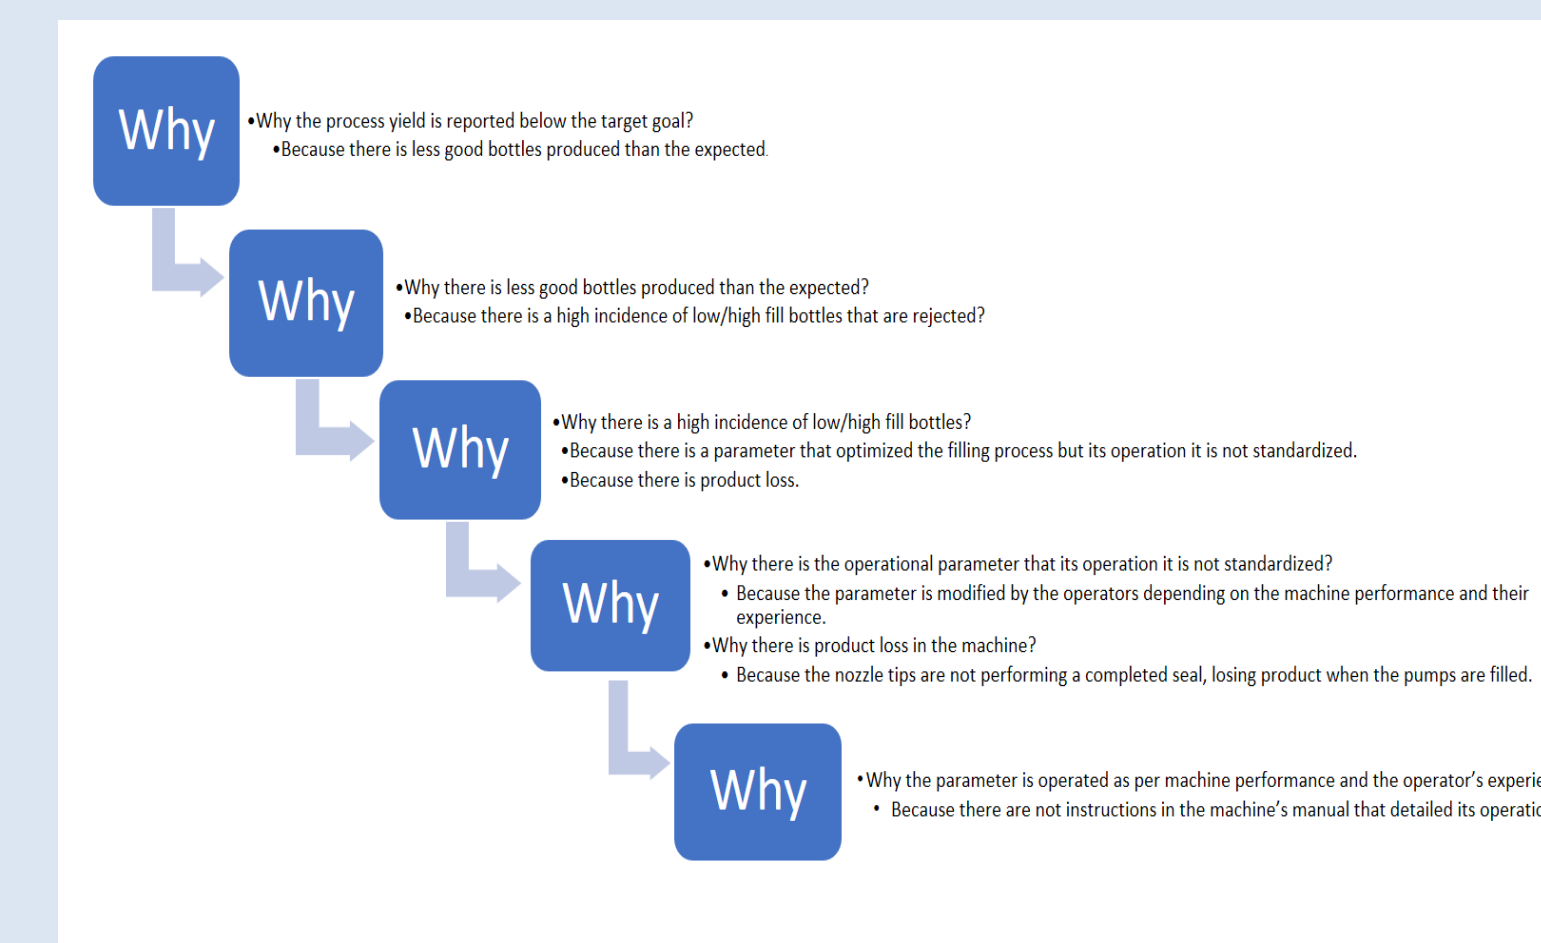 Why
•Why the process yield is reported below the target goal?
•Because there is less good bottles produced than the expected.
Why
•Why there is less good bottles produced than the expected?
•Because there is a high incidence of low/high fill bottles that are rejected?
Why
•Why there is a high incidence of low/high fill bottles?
•Because there is a parameter that optimized the filling process but its operation it is not standardized.
•Because there is product loss.
Why
•Why there is the operational parameter that its operation it is not standardized?
• Because the parameter is modified by the operators depending on the machine performance and their
experience.
•Why there is product loss in the machine?
• Because the nozzle tips are not performing a completed seal, losing product when the pumps are filled.
Why
•Why the parameter is operated as per machine performance and the operator's
• Because there are not instructions in the machine's manual that detailed its